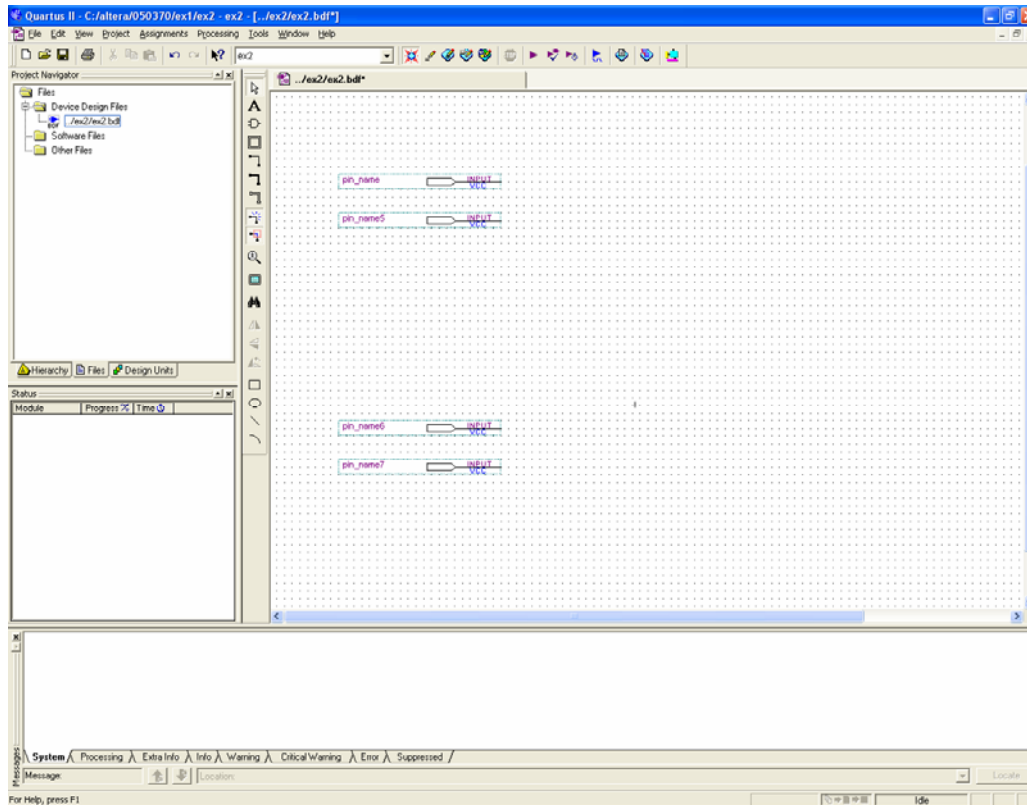 Quartus II - C:/altera/050370/ex1/ex2 - ex2 - [../ex2/ex2.bdf*]
File Edit View Project Assignments Processing Tools Window Help
ex2
Project Navigator
../ex2/ex2.bdf*
Files
Device Design Files
../ex2/ex2.bdf
Software Files
Other Files
pin_name INPUT VCC
pin_name5 INPUT VCC
Hierarchy Files Design Units
Status
Module Progress % Time
pin_name6 INPUT VCC
pin_name7 INPUT VCC
System Processing Extra Info Info Warning Critical Warning Error Suppressed
Messages
Message: Location: Locate
For Help, press F1 Idle